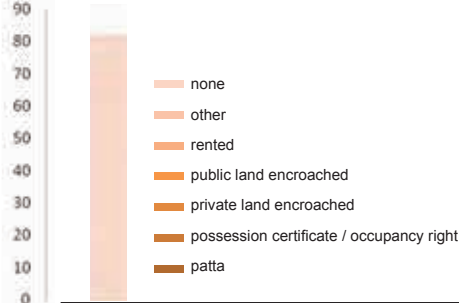 90
80
70
60
50
40
30
20
10
0
none
other
rented
public land encroached
private land encroached
possession certificate / occupancy right
patta